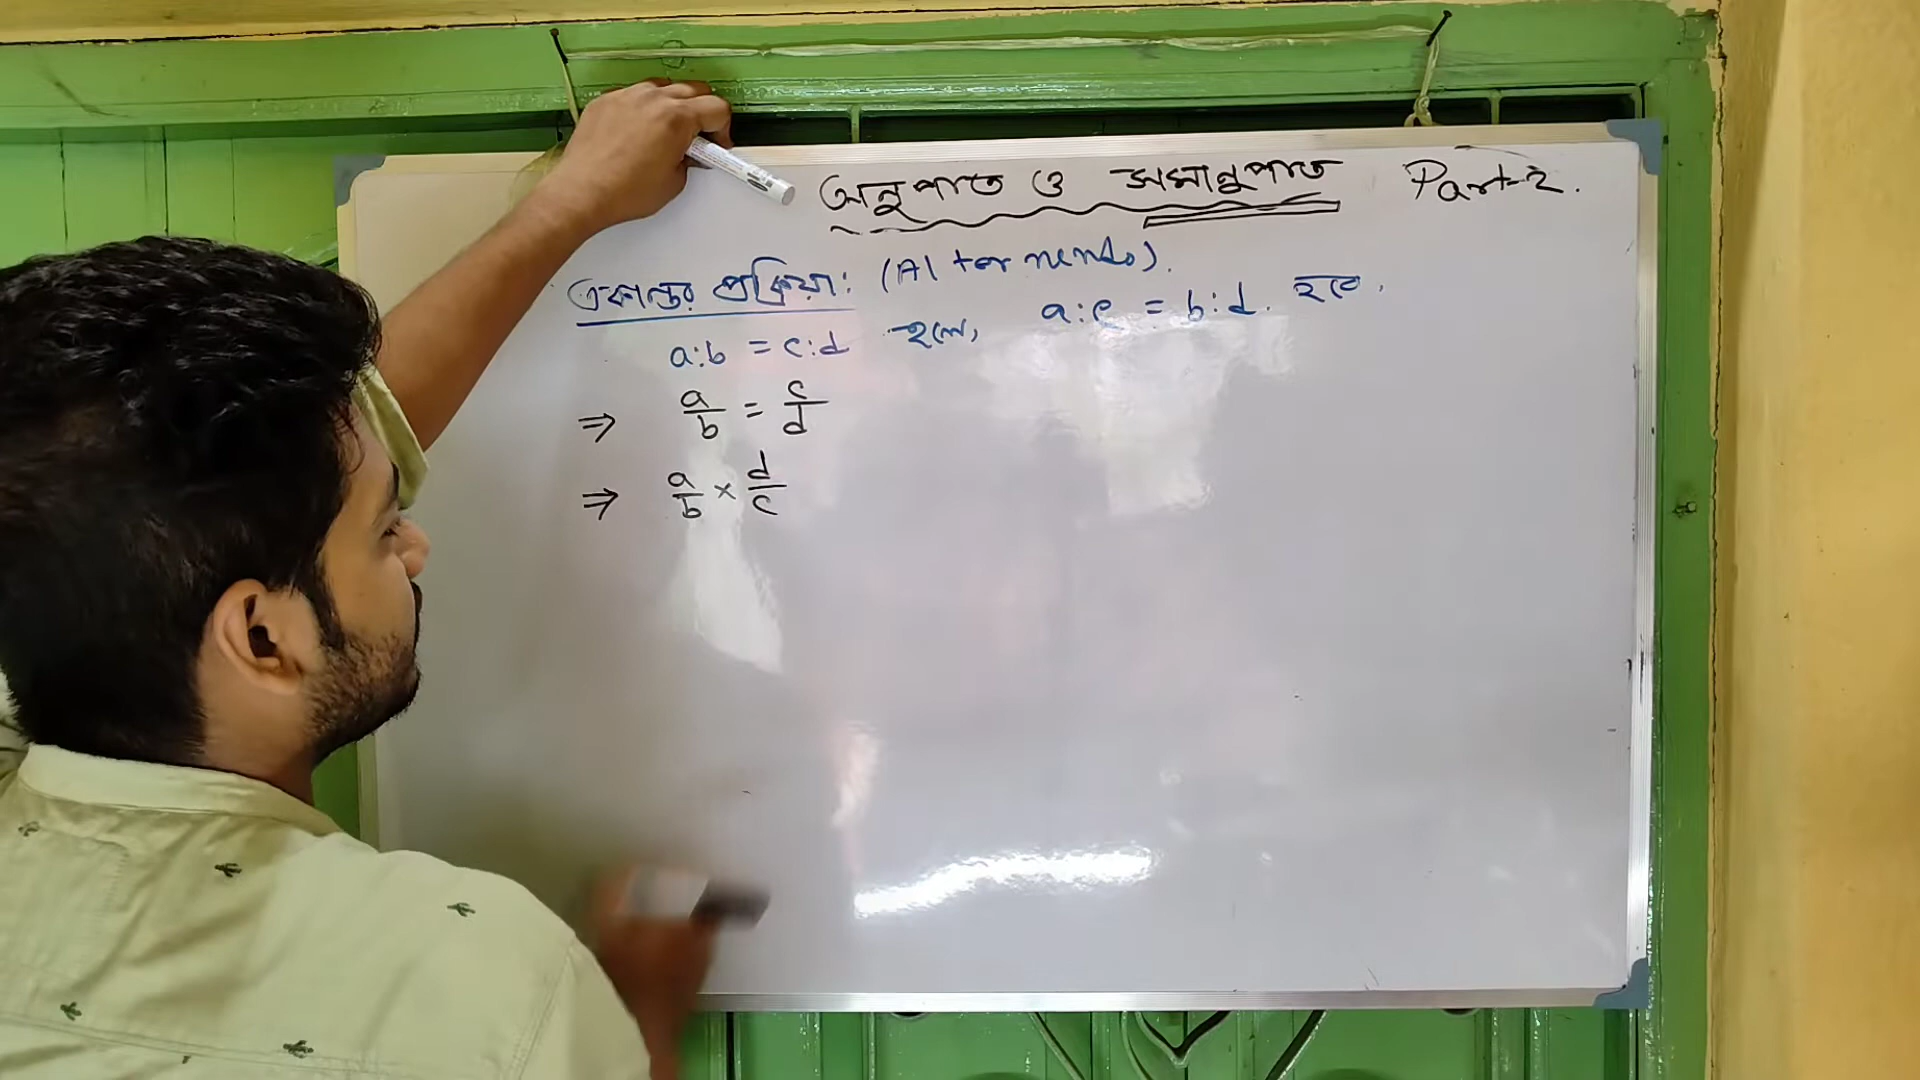 অনুপাত ও সমানুপাত Part-2.
একান্তর প্রক্রিয়া: (Alternendo).
a:b = c:d হলে, a:c = b:d. হবে.
⇒ a/b = c/d
⇒ a/b × d/c